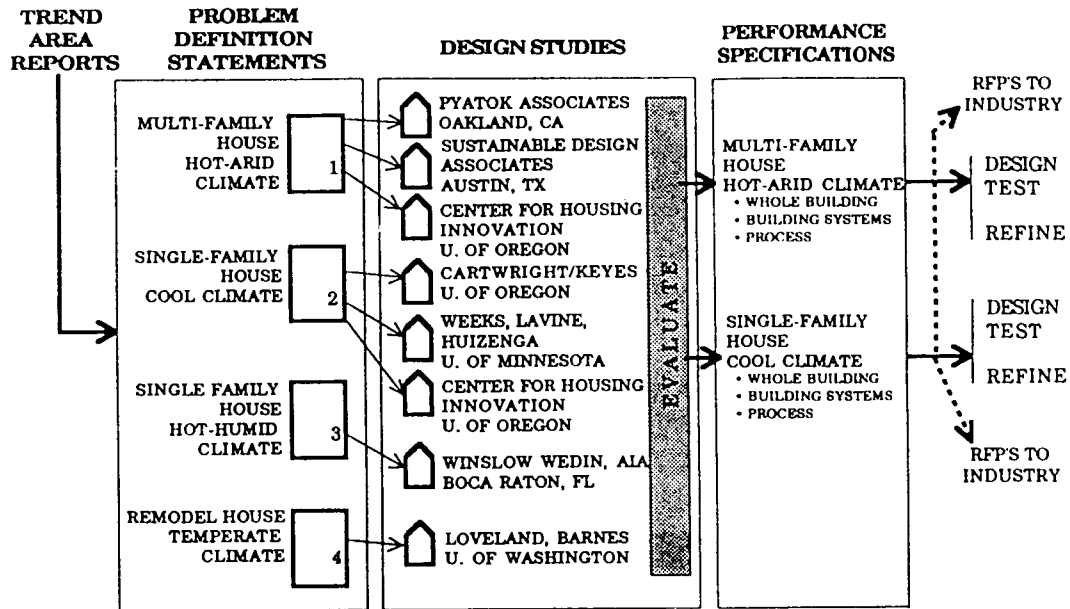 TREND
AREA
REPORTS
PROBLEM
DEFINITION
STATEMENTS
DESIGN STUDIES
PERFORMANCE
SPECIFICATIONS
MULTI-FAMILY
HOUSE
HOT-ARID
CLIMATE
1
SINGLE-FAMILY
HOUSE
COOL CLIMATE
2
SINGLE FAMILY
HOUSE
HOT-HUMID
CLIMATE
3
REMODEL HOUSE
TEMPERATE
CLIMATE
4
PYATOK ASSOCIATES
OAKLAND, CA
SUSTAINABLE DESIGN
ASSOCIATES
AUSTIN, TX
CENTER FOR HOUSING
INNOVATION
U. OF OREGON
CARTWRIGHT/KEYES
U. OF OREGON
WEEKS, LAVINE,
HUIZENGA
U. OF MINNESOTA
CENTER FOR HOUSING
INNOVATION
U. OF OREGON
WINSLOW WEDIN, AIA
BOCA RATON, FL
LOVELAND, BARNES
U. OF WASHINGTON
EVALUATE
MULTI-FAMILY
HOUSE
HOT-ARID CLIMATE
• WHOLE BUILDING
• BUILDING SYSTEMS
• PROCESS
SINGLE-FAMILY
HOUSE
COOL CLIMATE
• WHOLE BUILDING
• BUILDING SYSTEMS
• PROCESS
RFP'S TO
INDUSTRY
DESIGN
TEST
REFINE
DESIGN
TEST
REFINE
RFP'S TO
INDUSTRY